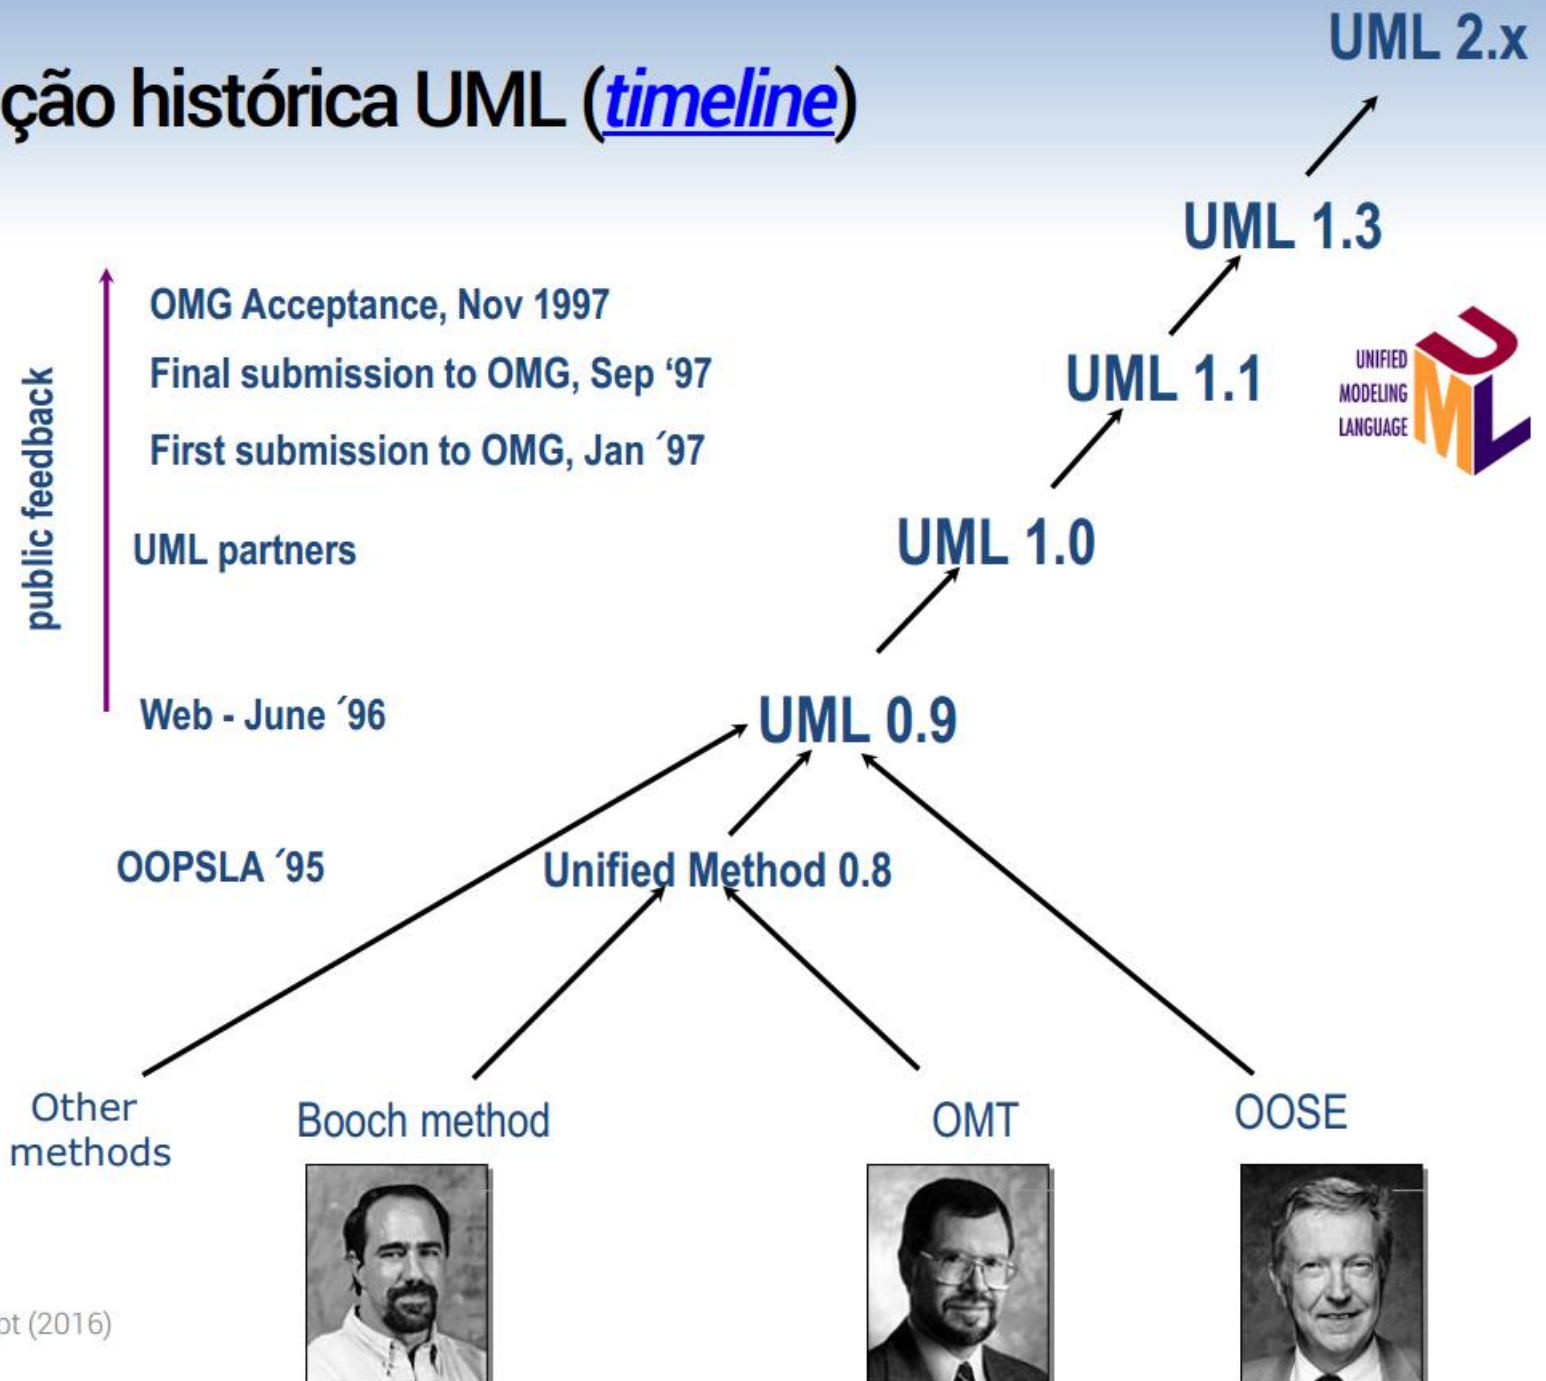 UML 2.x
ção histórica UML (timeline)
UML 1.3
OMG Acceptance, Nov 1997
Final submission to OMG, Sep ‘97
UML 1.1
UNIFIED
MODELING
LANGUAGE
UML
First submission to OMG, Jan ´97
public feedback
UML partners
UML 1.0
Web - June ´96
UML 0.9
OOPSLA ´95
Unified Method 0.8
Other
methods
Booch method
OMT
OOSE
pt (2016)